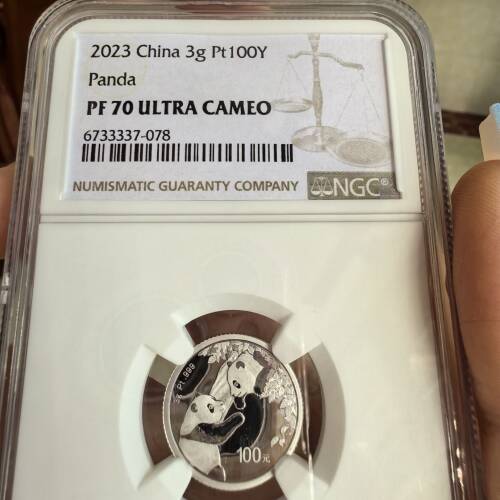 2023 China 3g Pt100Y
Panda
PF 70 ULTRA CAMEO
6733337-078
NUMISMATIC GUARANTY COMPANY
NGC®
3g Pt.999
100元